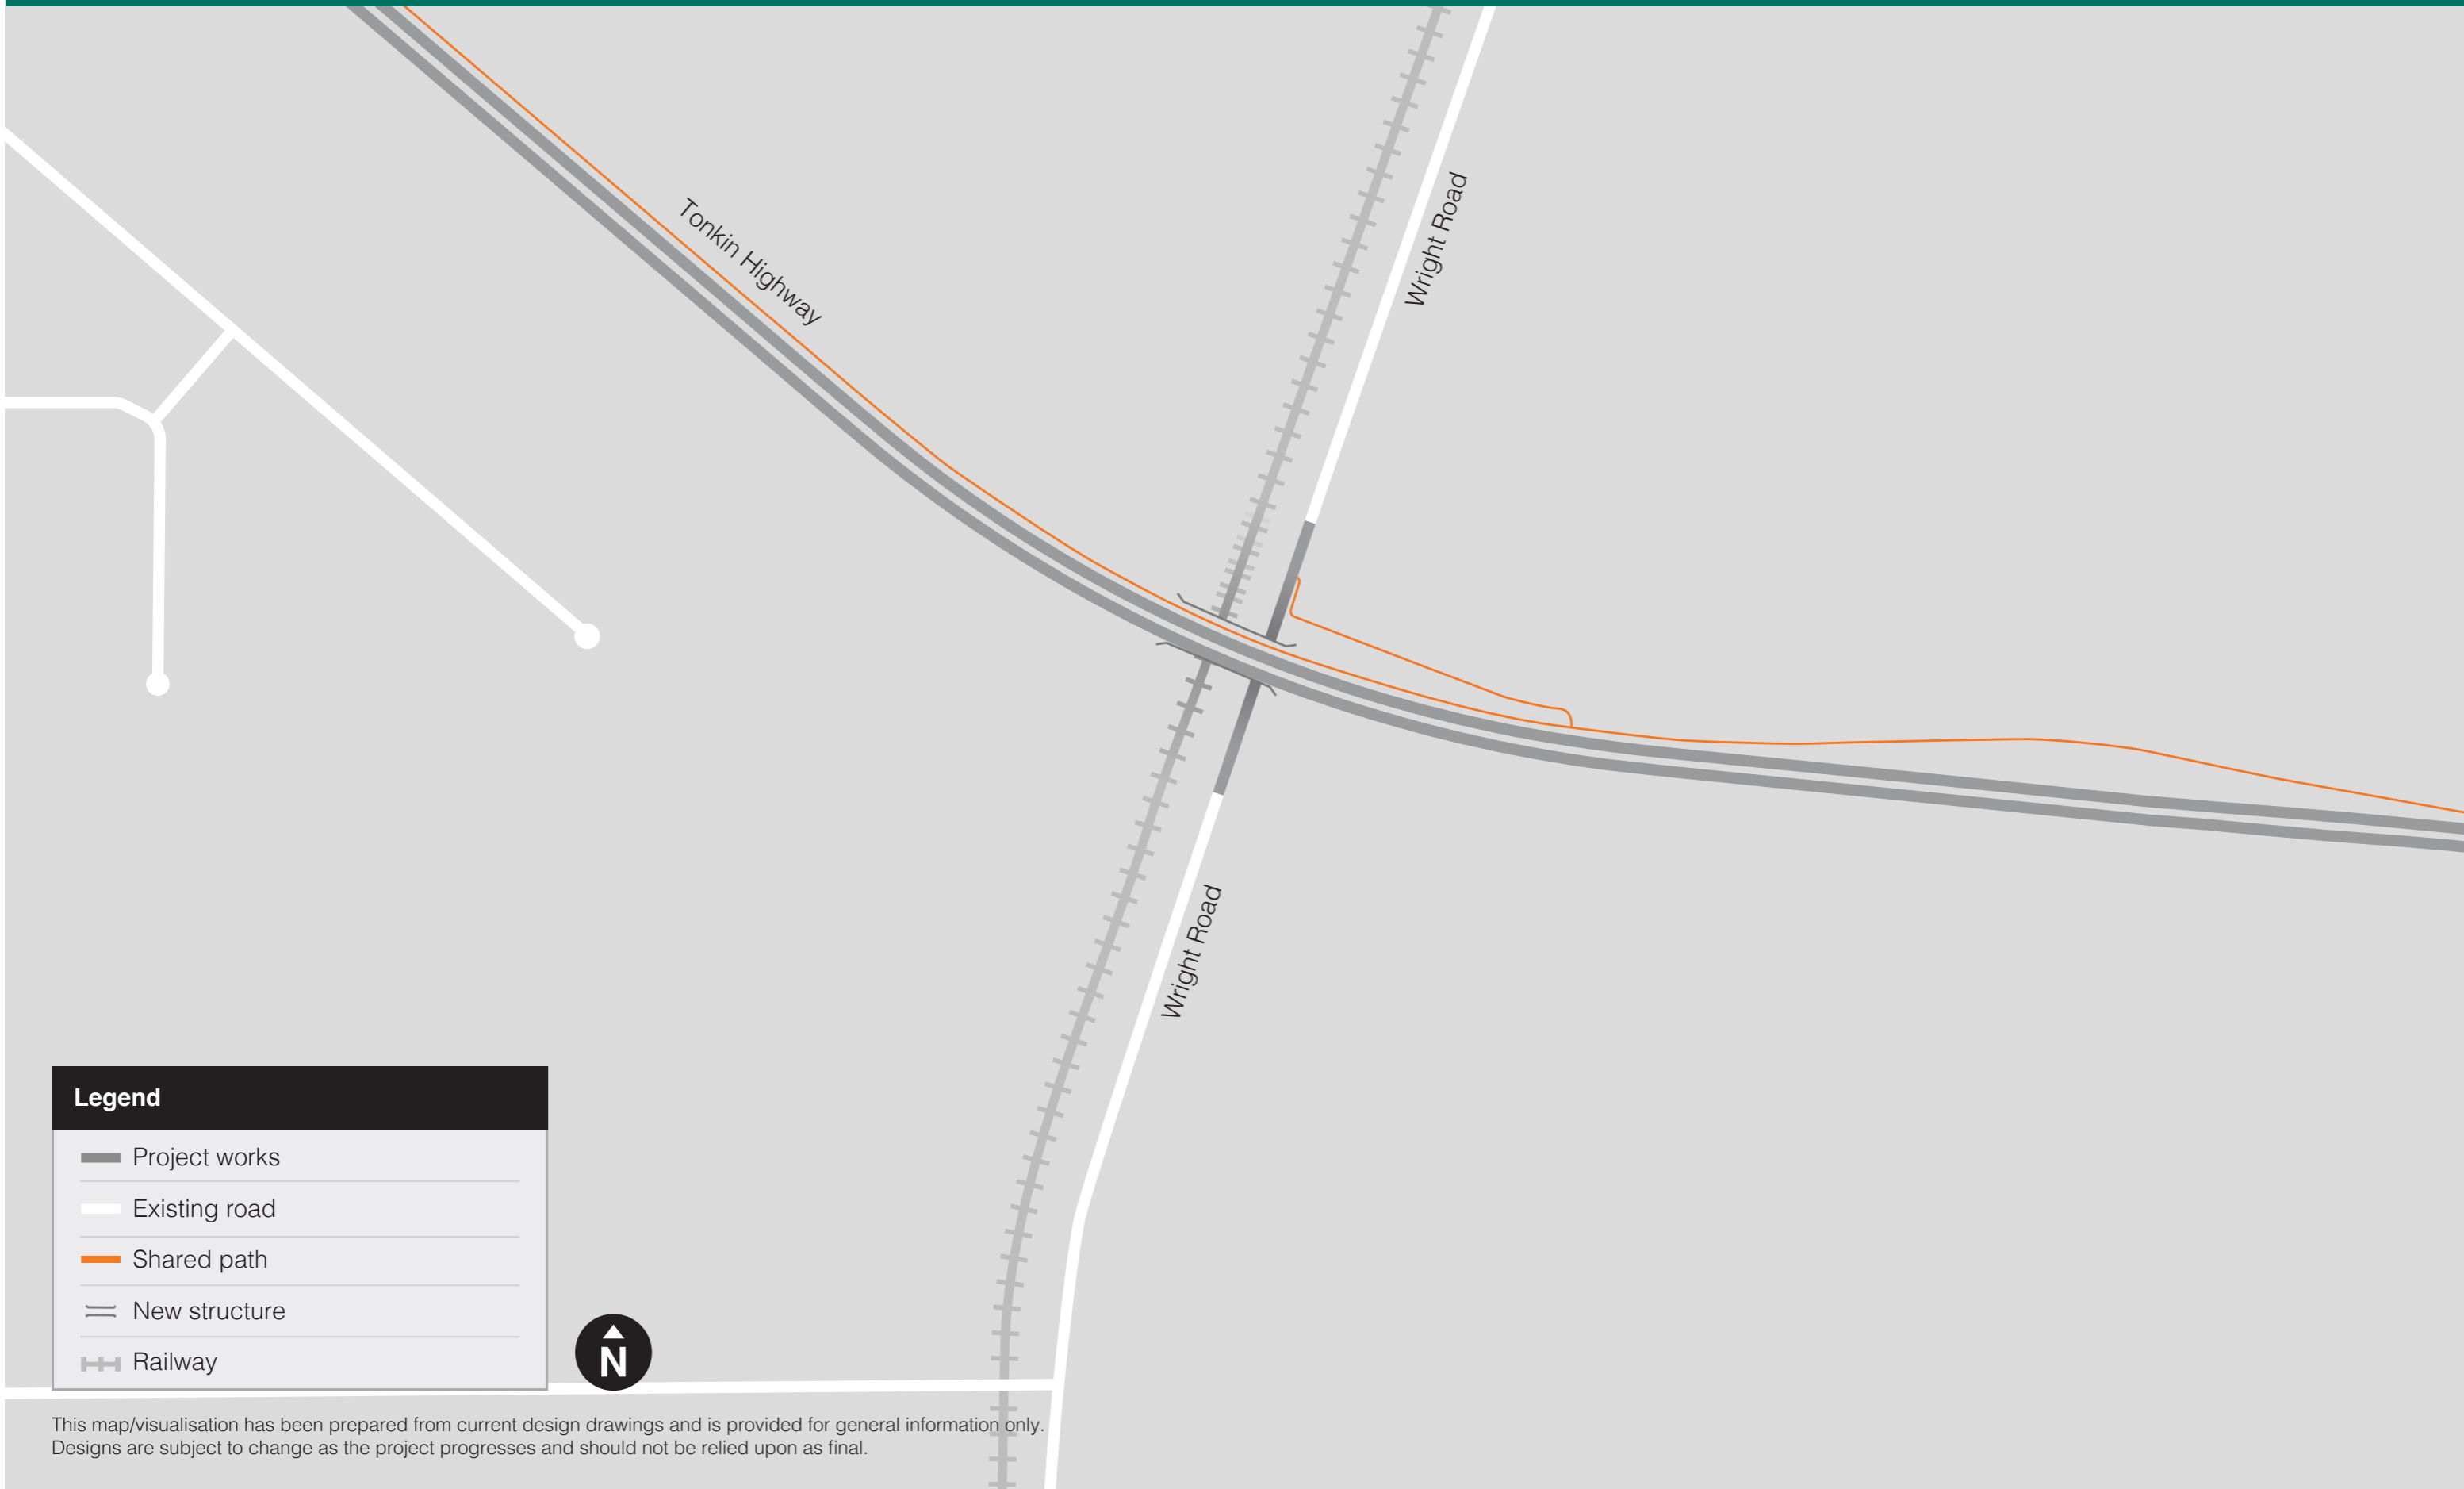 Tonkin Highway
Wright Road
Wright Road
Legend
Project works
Existing road
Shared path
New structure
Railway
N
This map/visualisation has been prepared from current design drawings and is provided for general information only.
Designs are subject to change as the project progresses and should not be relied upon as final.